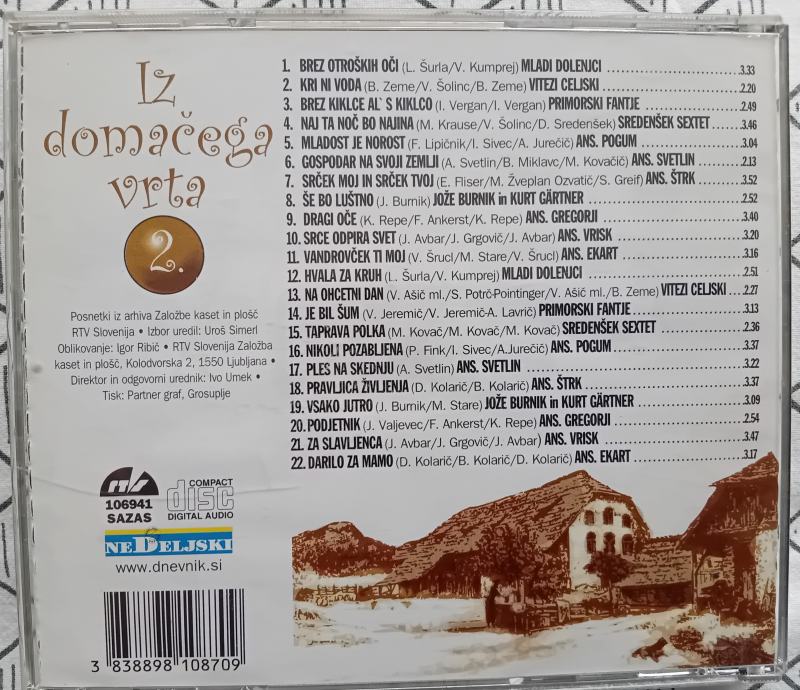 Iz
domačega
vrta
2.
Posnetki iz arhiva Založbe kaset in plošč
RTV Slovenija • Izbor uredil: Uroš Simerl
Oblikovanje: Igor Ribič • RTV Slovenija Založba
kaset in plošč, Kolodvorska 2, 1550 Ljubljana •
Direktor in odgovorni urednik: Ivo Umek •
Tisk: Partner graf, Grosuplje
106941
SAZAS
COMPACT
disc
DIGITAL AUDIO
NEDELJSKI
www.dnevnik.si
3 838898 108709
1. BREZ OTROŠKIH OČI (L. Šurla/V. Kumprej) MLADI DOLENJCI 3.33
2. KRI NI VODA (B. Zeme/V. Šolinc/B. Zeme) VITEZI CELJSKI 2.20
3. BREZ KIKLCE AL' S KIKLCO (I. Vergan/I. Vergan) PRIMORSKI FANTJE 2.49
4. NAJ TA NOČ BO NAJINA (M. Krause/V. Šolinc/D. Sredenšek) SREDENŠEK SEXTET 3.46
5. MLADOST JE NOROST (F. Lipičnik/I. Sivec/A. Jurečič) ANS. POGUM 3.04
6. GOSPODAR NA SVOJI ZEMLJI (A. Svetlin/B. Miklavc/M. Kovačič) ANS. SVETLIN 2.13
7. SRČEK MOJ IN SRČEK TVOJ (E. Fliser/M. Žveplan Ozvatič/S. Greif) ANS. ŠTRK 3.52
8. ŠE BO LUŠTNO (J. Burnik) JOŽE BURNIK in KURT GÄRTNER 2.52
9. DRAGI OČE (K. Repe/F. Ankerst/K. Repe) ANS. GREGORJI 3.40
10. SRCE ODPIRA SVET (J. Avbar/J. Grgovič/J. Avbar) ANS. VRISK 3.20
11. VANDROVČEK TI MOJ (V. Šrucl/M. Stare/V. Šrucl) ANS. EKART 3.16
12. HVALA ZA KRUH (L. Šurla/V. Kumprej) MLADI DOLENJCI 2.51
13. NA OHCETNI DAN (V. Ašič ml./S. Potrč-Pointinger/V. Ašič ml./B. Zeme) VITEZI CELJSKI 2.27
14. JE BIL ŠUM (V. Jeremič/V. Jeremič-A. Lavrič) PRIMORSKI FANTJE 3.13
15. TAPRAVA POLKA (M. Kovač/M. Kovač/M. Kovač) SREDENŠEK SEXTET 2.36
16. NIKOLI POZABLJENA (P. Fink/I. Sivec/A.Jurečič) ANS. POGUM 3.37
17. PLES NA SKEDNJU (A. Svetlin) ANS. SVETLIN 3.22
18. PRAVLJICA ŽIVLJENJA (D. Kolarič/B. Kolarič) ANS. ŠTRK 3.37
19. VSAKO JUTRO (J. Burnik/M. Stare) JOŽE BURNIK in KURT GÄRTNER 3.09
20. PODJETNIK (J. Valjevec/F. Ankerst/K. Repe) ANS. GREGORJI 2.54
21. ZA SLAVLJENCA (J. Avbar/J. Grgovič/J. Avbar) ANS. VRISK 3.47
22. DARILO ZA MAMO (D. Kolarič/B. Kolarič/D. Kolarič) ANS. EKART 3.17